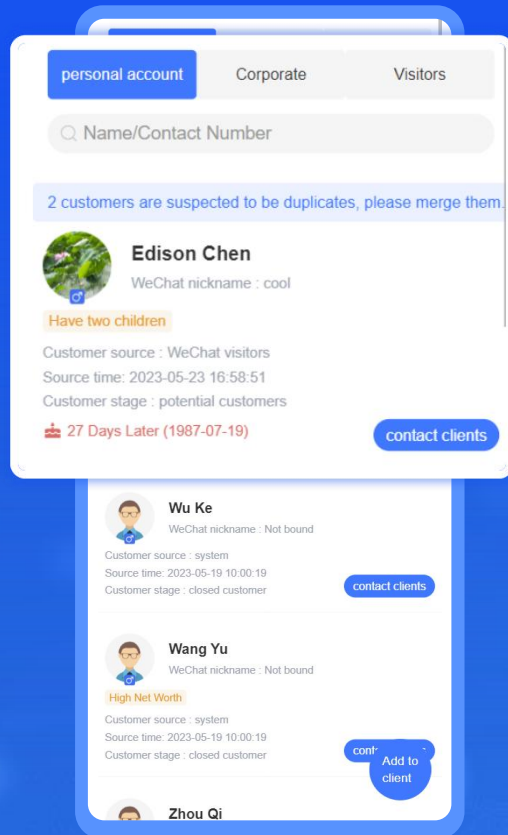 personal account
Corporate
Visitors
Name/Contact Number
2 customers are suspected to be duplicates, please merge them.
Edison Chen
WeChat nickname : cool
Have two children
Customer source : WeChat visitors
Source time: 2023-05-23 16:58:51
Customer stage : potential customers
27 Days Later (1987-07-19)
contact clients
Wu Ke
WeChat nickname : Not bound
Customer source : system
Source time: 2023-05-19 10:00:19
Customer stage : closed customer
contact clients
Wang Yu
WeChat nickname : Not bound
High Net Worth
Customer source : system
Source time: 2023-05-19 10:00:19
Customer stage : closed customer
Add to
client
Zhou Qi